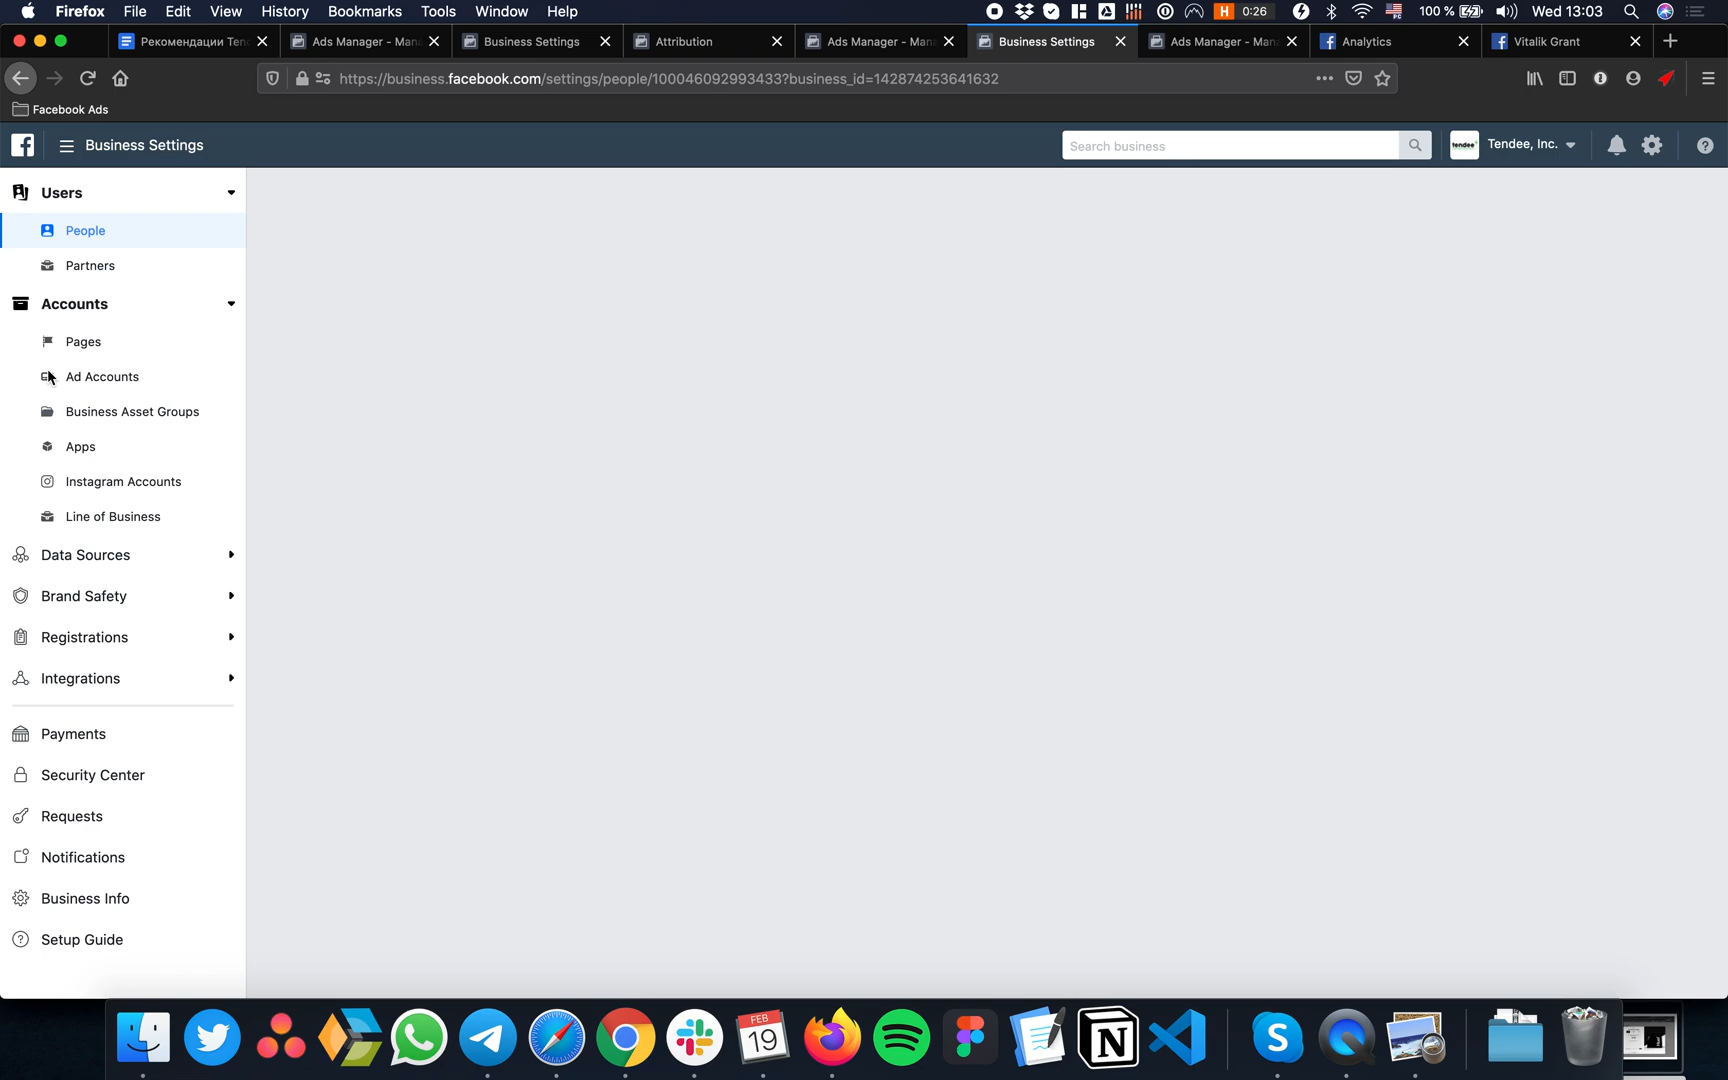 Firefox File Edit View History Bookmarks Tools Window Help H 0:26 100 % Wed 13:03
Рекомендации Ten Ads Manager - Man Business Settings Attribution Ads Manager - Man Business Settings Ads Manager - Man Analytics Vitalik Grant
https://business.facebook.com/settings/people/100046092993433?business_id=142874253641632
Facebook Ads
Business Settings Search business tendee Tendee, Inc.
Users
People
Partners
Accounts
Pages
Ad Accounts
Business Asset Groups
Apps
Instagram Accounts
Line of Business
Data Sources
Brand Safety
Registrations
Integrations
Payments
Security Center
Requests
Notifications
Business Info
Setup Guide
FEB
19